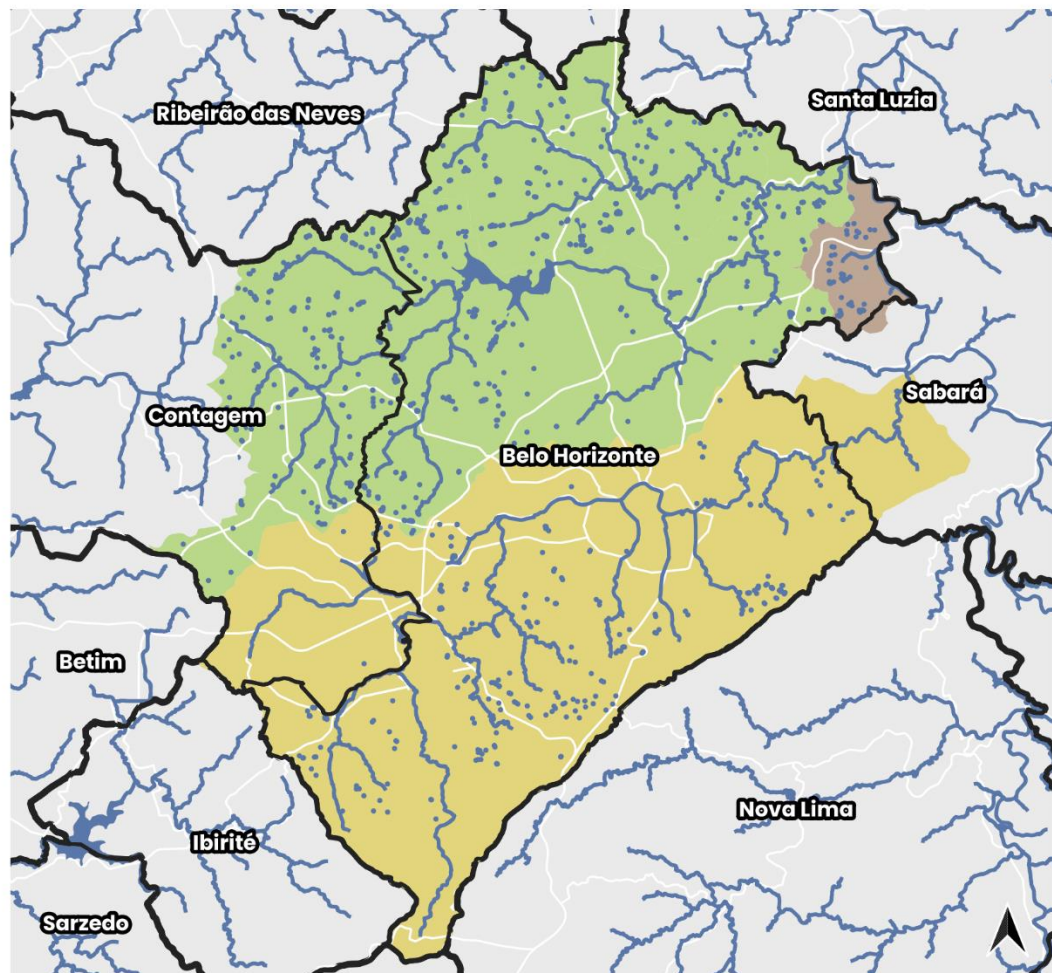 Ribeirão das Neves
Santa Luzia
Contagem
Sabará
Belo Horizonte
Betim
Nova Lima
Ibirité
Sarzedo